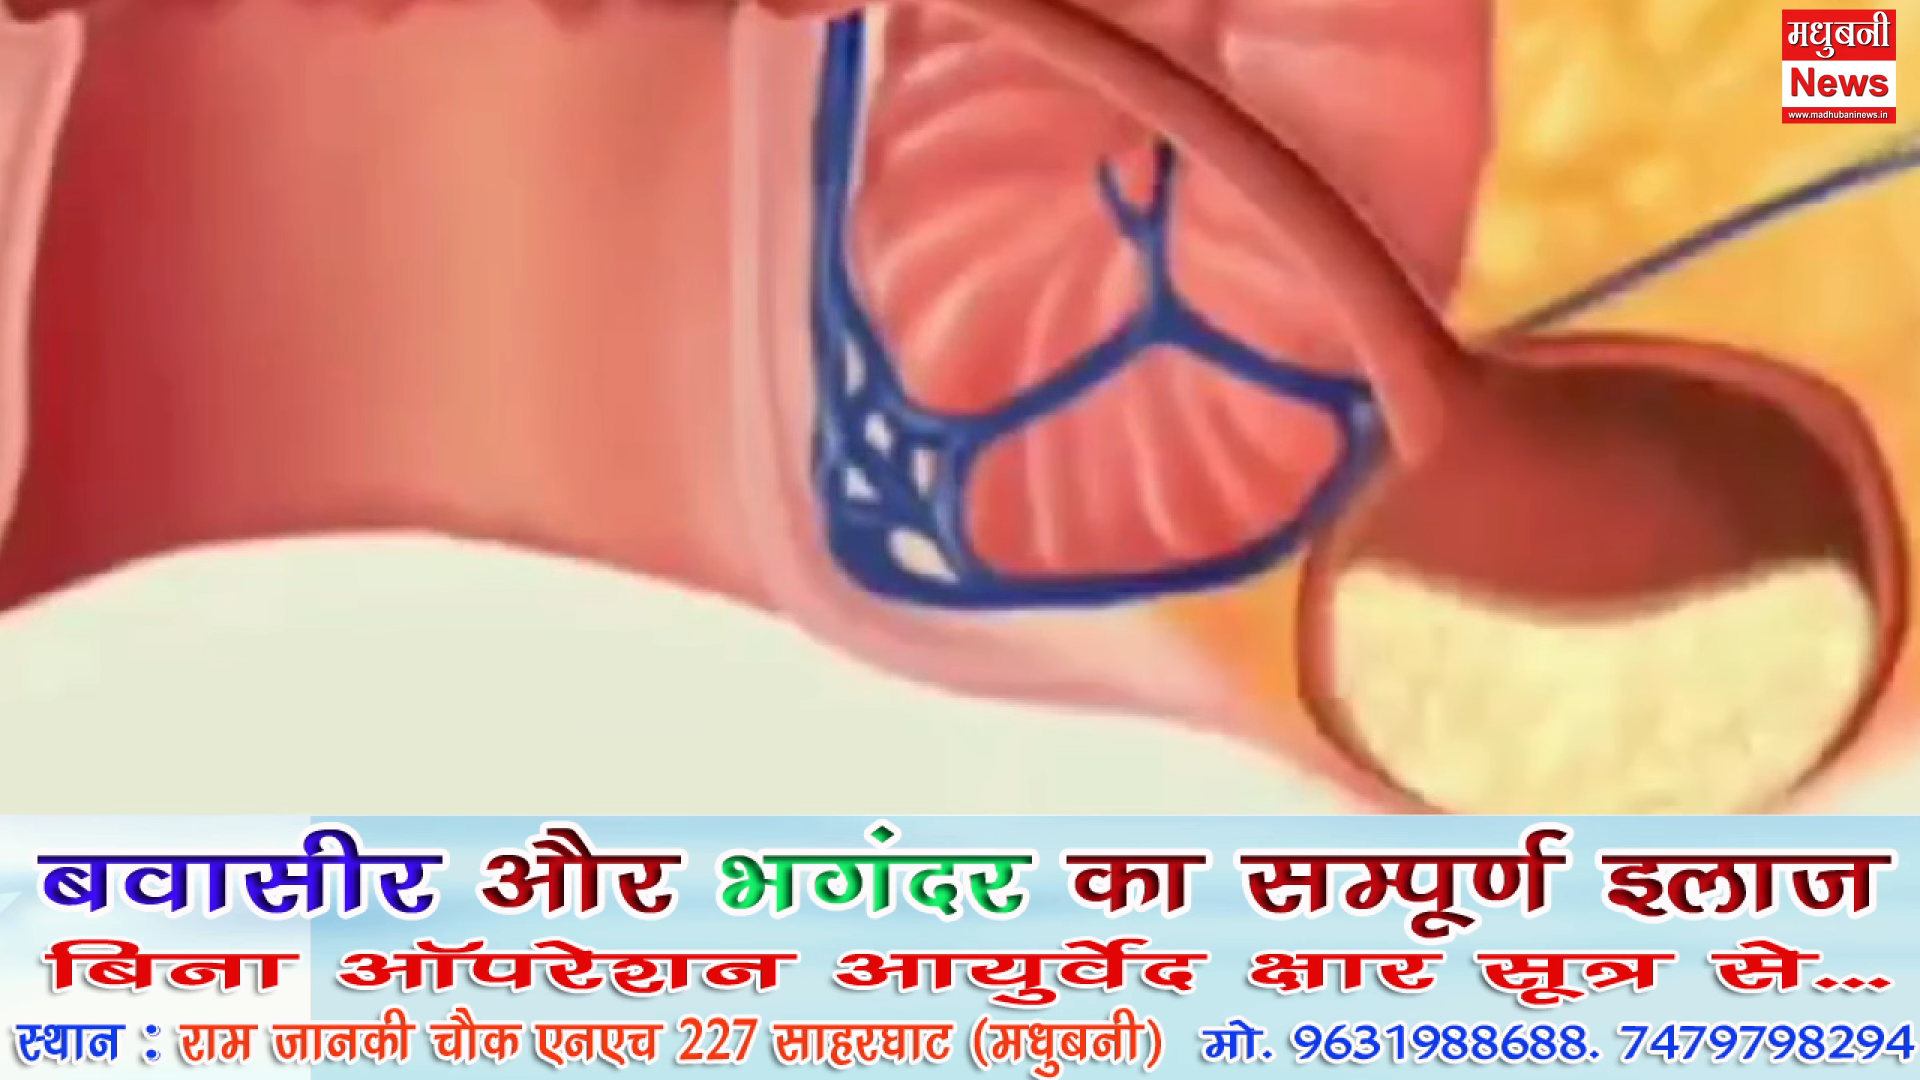 मधुबनी
News
www.madhubaninews.in
बवासीर और भगंदर का सम्पूर्ण इलाज
बिना ऑपरेशन आयुर्वेद क्षार सूत्र से...
स्थान : राम जानकी चौक एनएच 227 साहरघाट (मधुबनी) मो. 9631988688. 7479798294